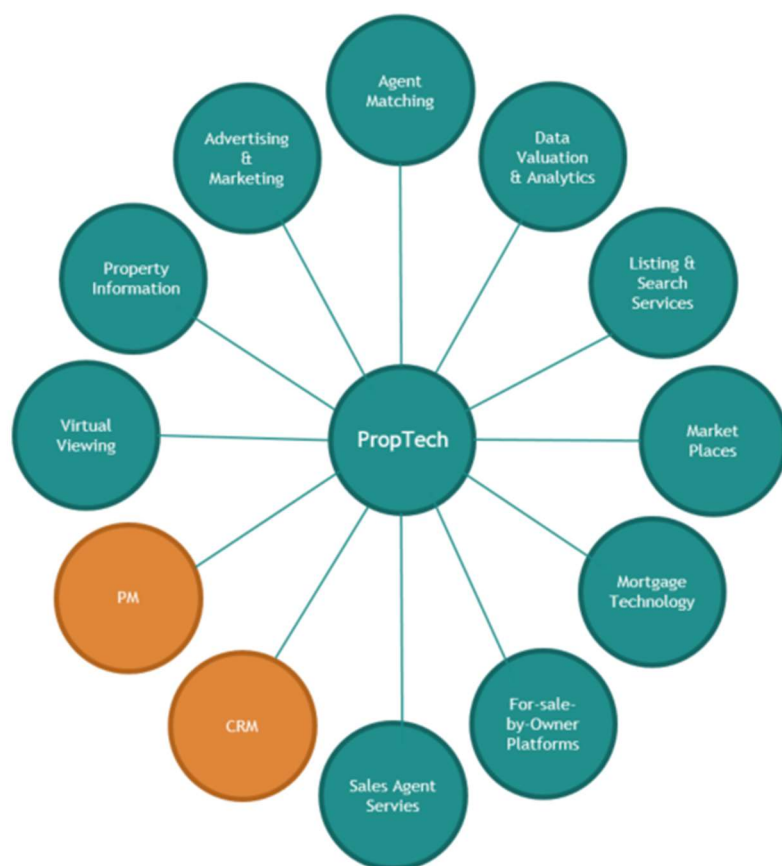 Agent
Matching
Data
Valuation
& Analytics
Listing &
Search
Services
Market
Places
Mortgage
Technology
For-sale-
by-Owner
Platforms
Sales Agent
Servies
CRM
PM
Virtual
Viewing
Property
Information
Advertising
&
Marketing
PropTech